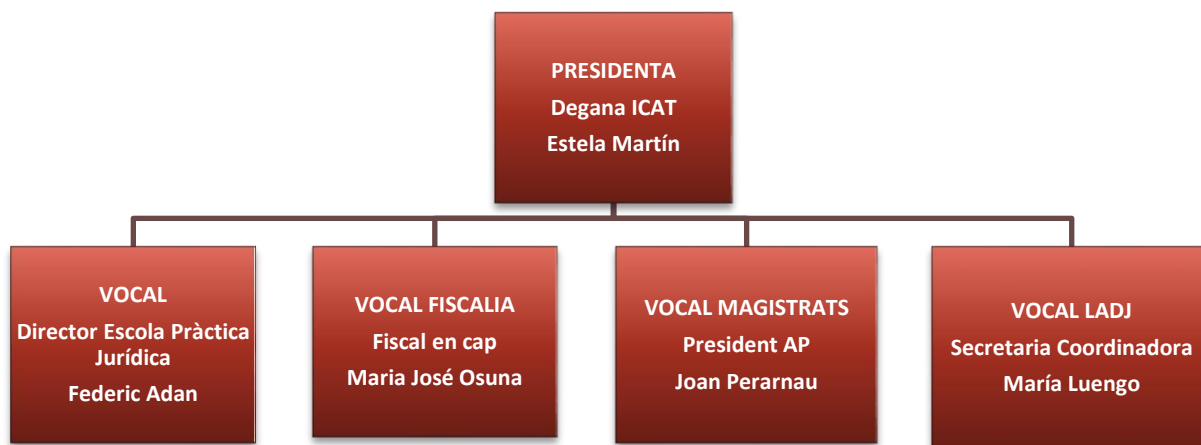 PRESIDENTA
Degana ICAT
Estela Martín
VOCAL
Director Escola Pràctica
Jurídica
Federic Adan
VOCAL FISCALIA
Fiscal en cap
Maria José Osuna
VOCAL MAGISTRATS
President AP
Joan Perarnau
VOCAL LADJ
Secretaria Coordinadora
María Luengo